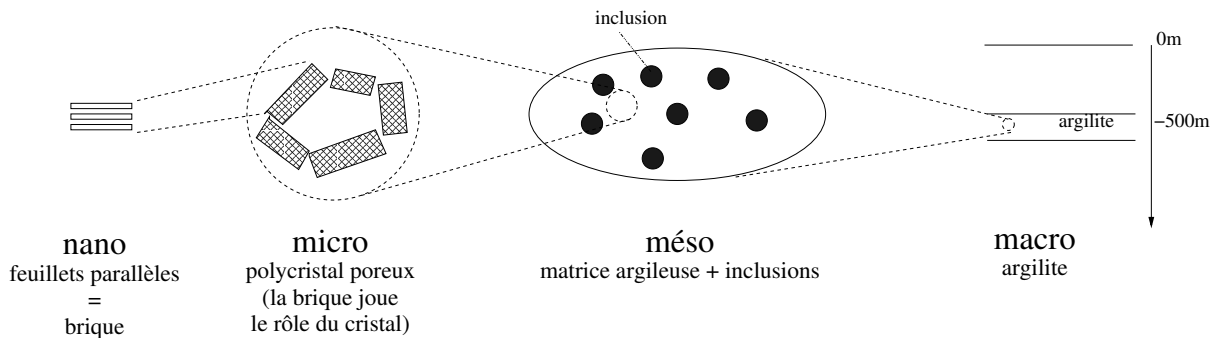 inclusion
0m
argilite
−500m
nano
feuillets parallèles
=
brique
micro
polycristal poreux
(la brique joue
le rôle du cristal)
méso
matrice argileuse + inclusions
macro
argilite